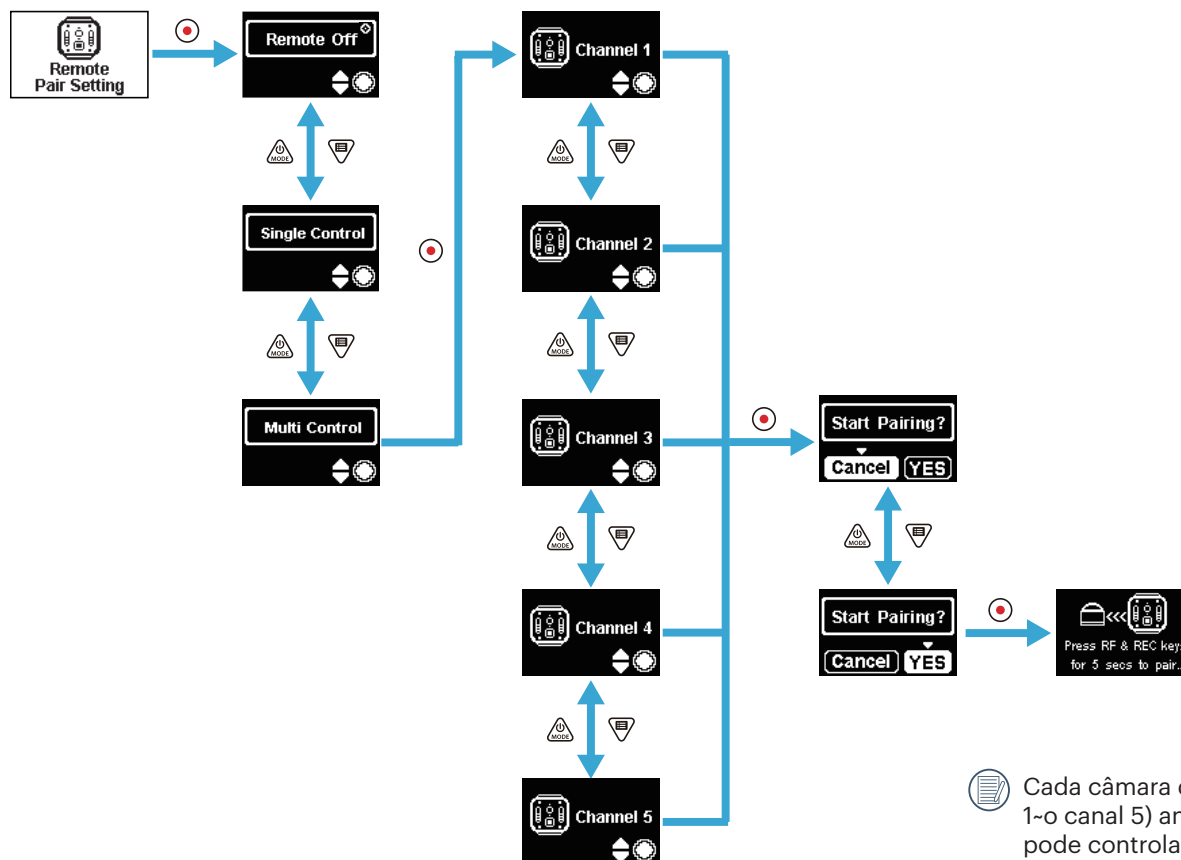 Remote
Pair Setting
Remote Off
MODE
Single Control
MODE
Multi Control
Channel 1
MODE
Channel 2
MODE
Channel 3
MODE
Channel 4
MODE
Channel 5
Start Pairing?
Cancel YES
MODE
Start Pairing?
Cancel YES
Press RF & REC key
for 5 secs to pair..
Cada câmara
1~o canal 5)
pode controla